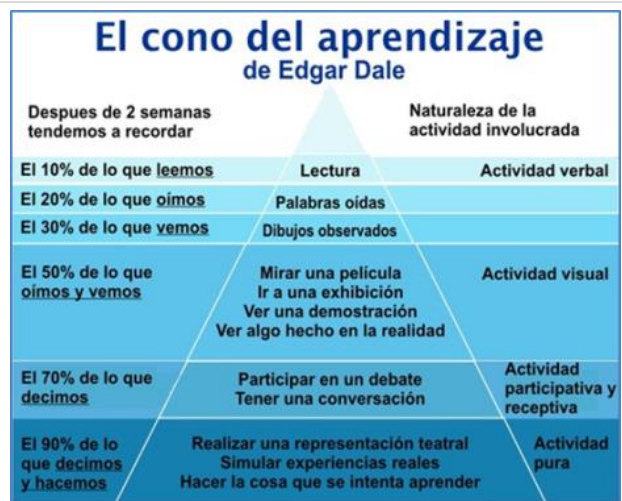 El cono del aprendizaje
de Edgar Dale
Despues de 2 semanas
tendemos a recordar
Naturaleza de la
actividad involucrada
El 10% de lo que leemos
Lectura
Actividad verbal
El 20% de lo que oímos
Palabras oídas
El 30% de lo que vemos
Dibujos observados
El 50% de lo que
oímos y vemos
Mirar una película
Ir a una exhibición
Ver una demostración
Ver algo hecho en la realidad
Actividad visual
El 70% de lo que
decimos
Participar en un debate
Tener una conversación
Actividad
participativa y
receptiva
El 90% de lo
que decimos
y hacemos
Realizar una representación teatral
Simular experiencias reales
Hacer la cosa que se intenta aprender
Actividad
pura